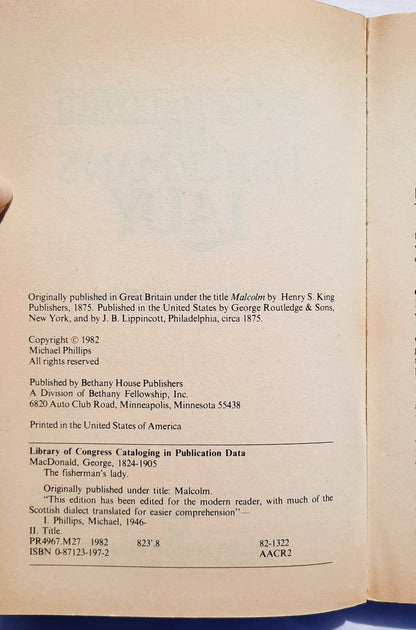 Originally published in Great Britain under the title Malcolm by Henry S. King
Publishers, 1875. Published in the United States by George Routledge & Sons,
New York, and by J. B. Lippincott, Philadelphia, circa 1875.
Copyright © 1982
Michael Phillips
All rights reserved
Published by Bethany House Publishers
A Division of Bethany Fellowship, Inc.
6820 Auto Club Road, Minneapolis, Minnesota 55438
Printed in the United States of America
Library of Congress Cataloging in Publication Data
MacDonald, George, 1824-1905
The fisherman's lady.
Originally published under title: Malcolm.
"This edition has been edited for the modern reader, with much of the
Scottish dialect translated for easier comprehension"—
I. Phillips, Michael, 1946-
II. Title.
PR4967.M27 1982 823'.8 82-1322
ISBN 0-87123-197-2 AACR2